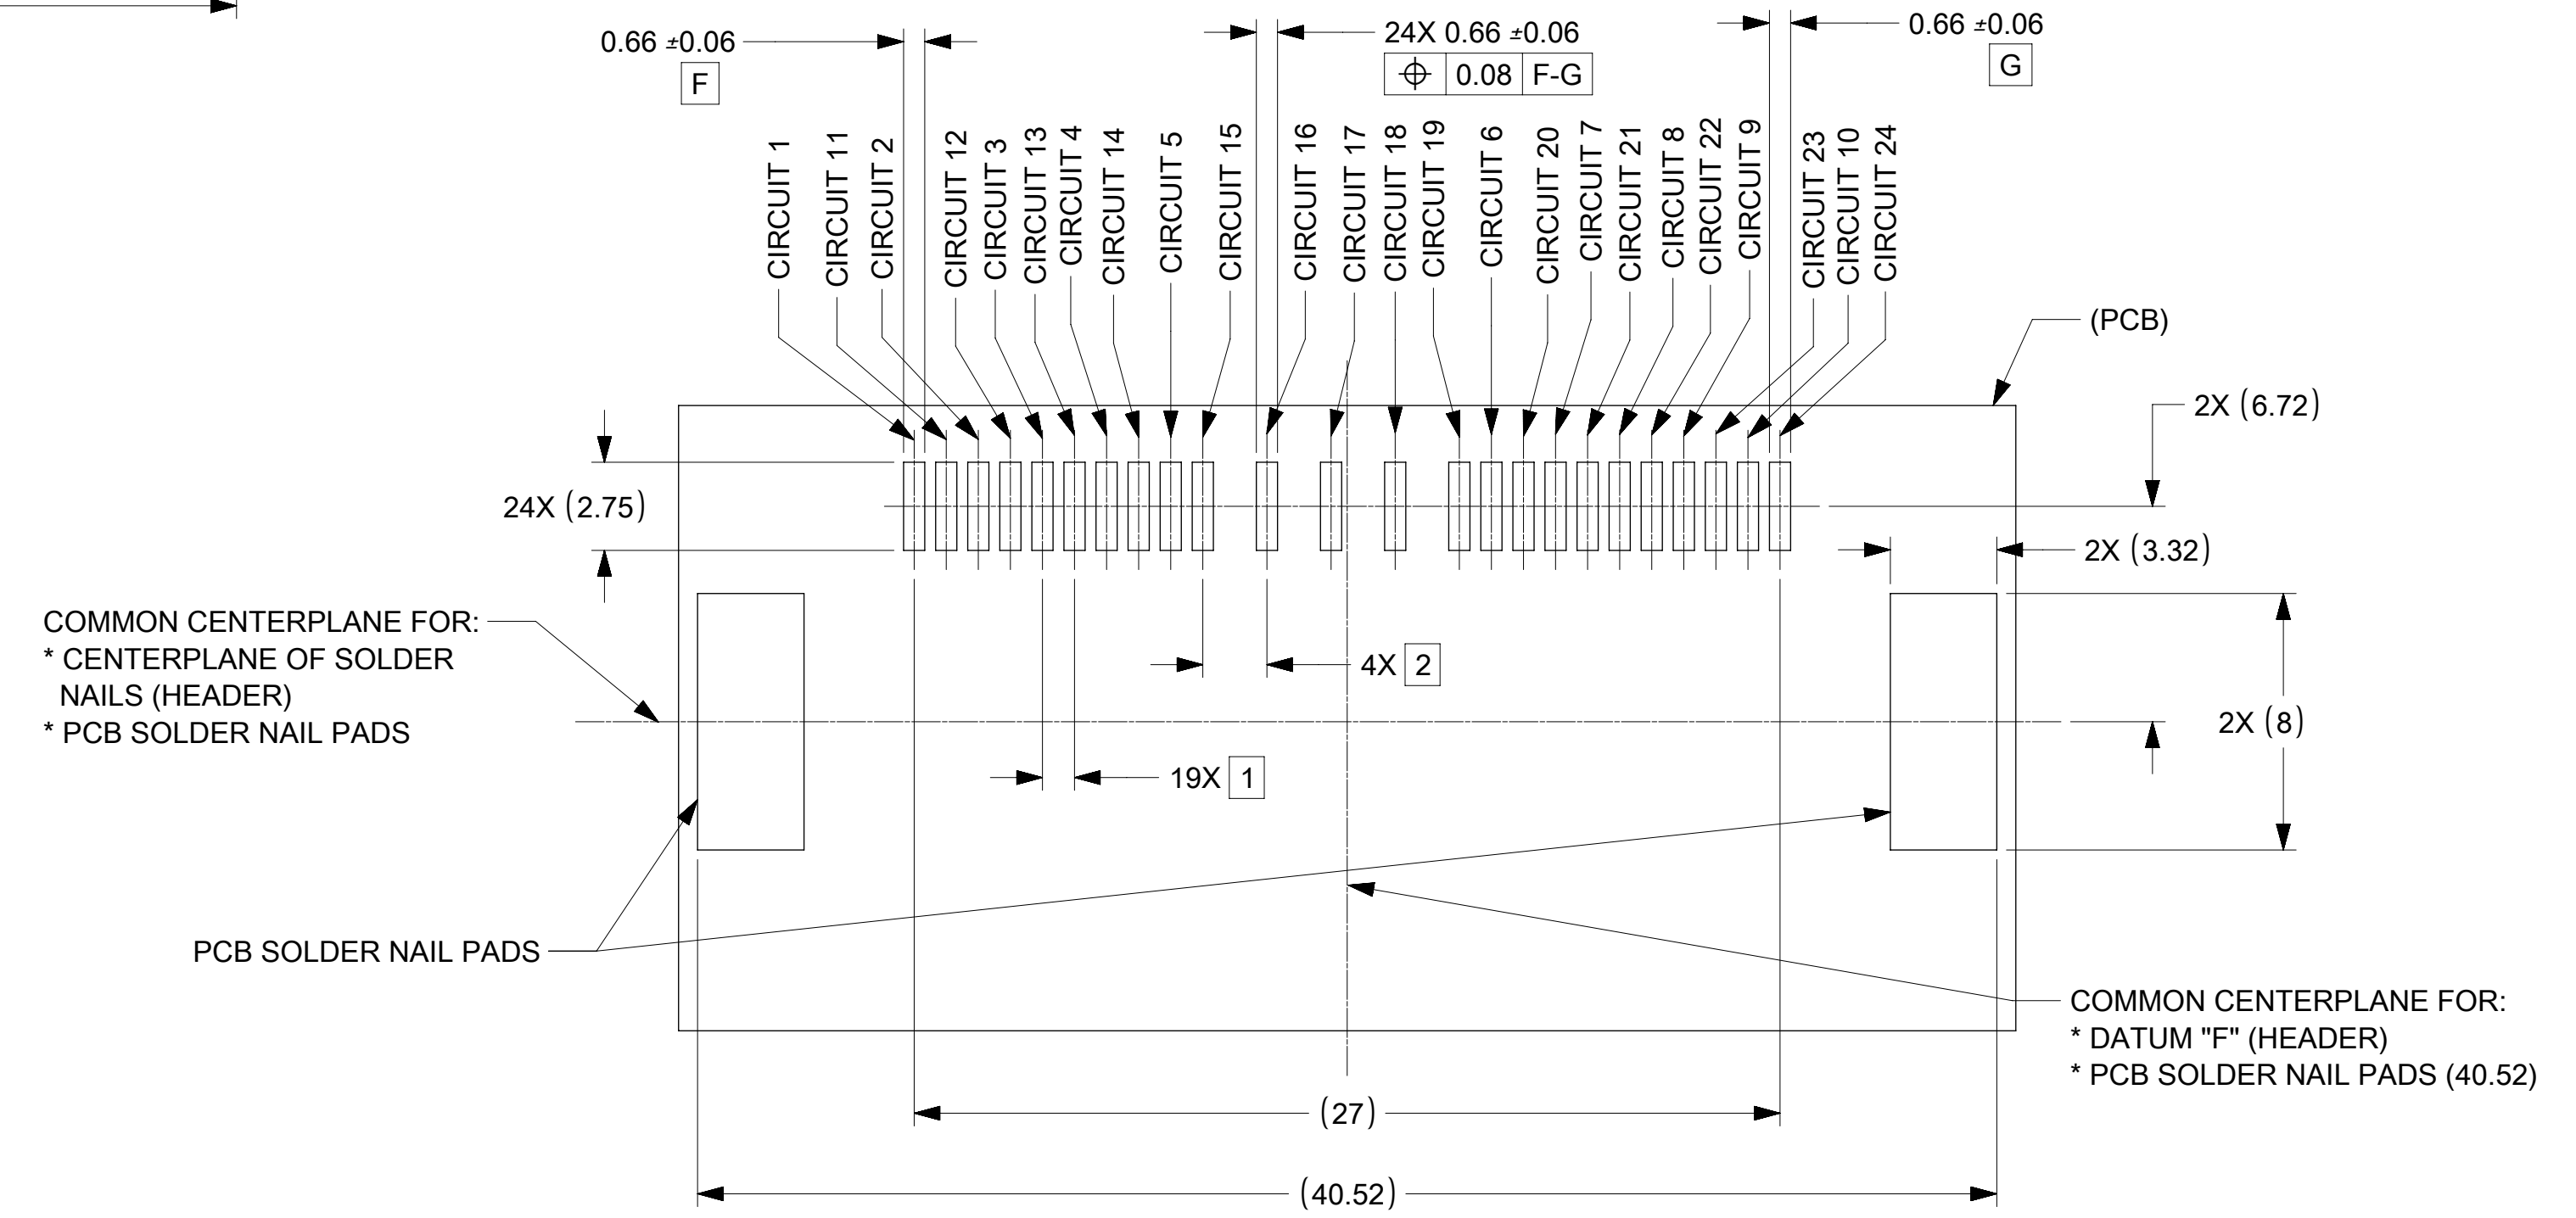 0.66 ±0.06
F
24X 0.66 ±0.06
⌖ 0.08 F-G
0.66 ±0.06
G
CIRCUIT 1
CIRCUIT 11
CIRCUIT 2
CIRCUIT 12
CIRCUIT 3
CIRCUIT 13
CIRCUIT 4
CIRCUIT 14
CIRCUIT 5
CIRCUIT 15
CIRCUIT 16
CIRCUIT 17
CIRCUIT 18
CIRCUIT 19
CIRCUIT 6
CIRCUIT 20
CIRCUIT 7
CIRCUIT 21
CIRCUIT 8
CIRCUIT 22
CIRCUIT 9
CIRCUIT 23
CIRCUIT 10
CIRCUIT 24
(PCB)
2X (6.72)
24X (2.75)
2X (3.32)
COMMON CENTERPLANE FOR:
* CENTERPLANE OF SOLDER
NAILS (HEADER)
* PCB SOLDER NAIL PADS
4X 2
2X (8)
19X 1
PCB SOLDER NAIL PADS
COMMON CENTERPLANE FOR:
* DATUM "F" (HEADER)
* PCB SOLDER NAIL PADS (40.52)
(27)
(40.52)